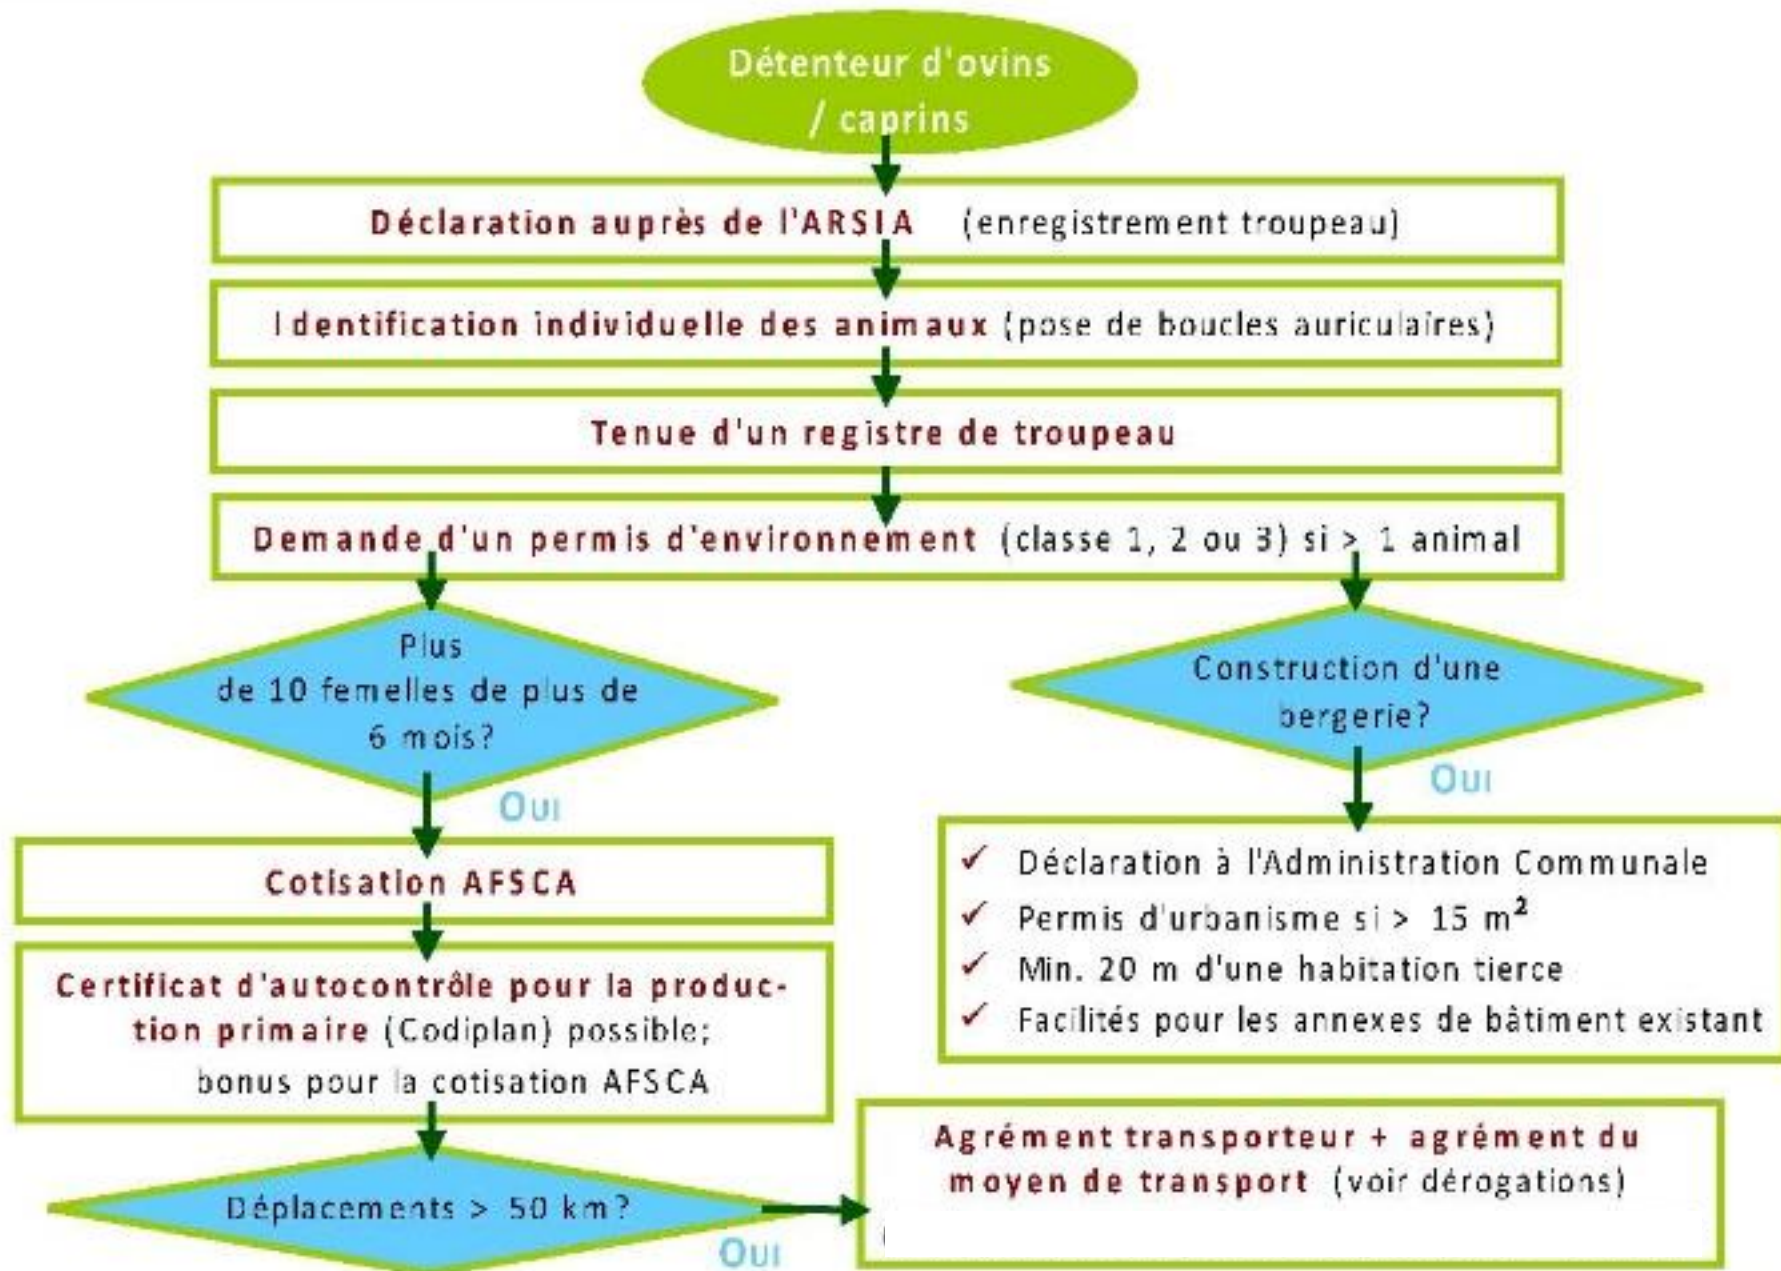 Détenteur d'ovins
/ caprins
Déclaration auprès de l'ARSIA (enregistrement troupeau)
Identification individuelle des animaux (pose de boucles auriculaires)
Tenue d'un registre de troupeau
Demande d'un permis d'environnement (classe 1, 2 ou 3) si > 1 animal
Plus
de 10 femelles de plus de
6 mois?
Oui
Cotisation AFSCA
Certificat d'autocontrôle pour la produc-
tion primaire (Codiplan) possible;
bonus pour la cotisation AFSCA
Déplacements > 50 km?
Oui
Construction d'une
bergerie?
Oui
✓ Déclaration à l'Administration Communale
✓ Permis d'urbanisme si > 15 m²
✓ Min. 20 m d'une habitation tierce
✓ Facilités pour les annexes de bâtiment existant
Agrément transporteur + agrément du
moyen de transport (voir dérogations)